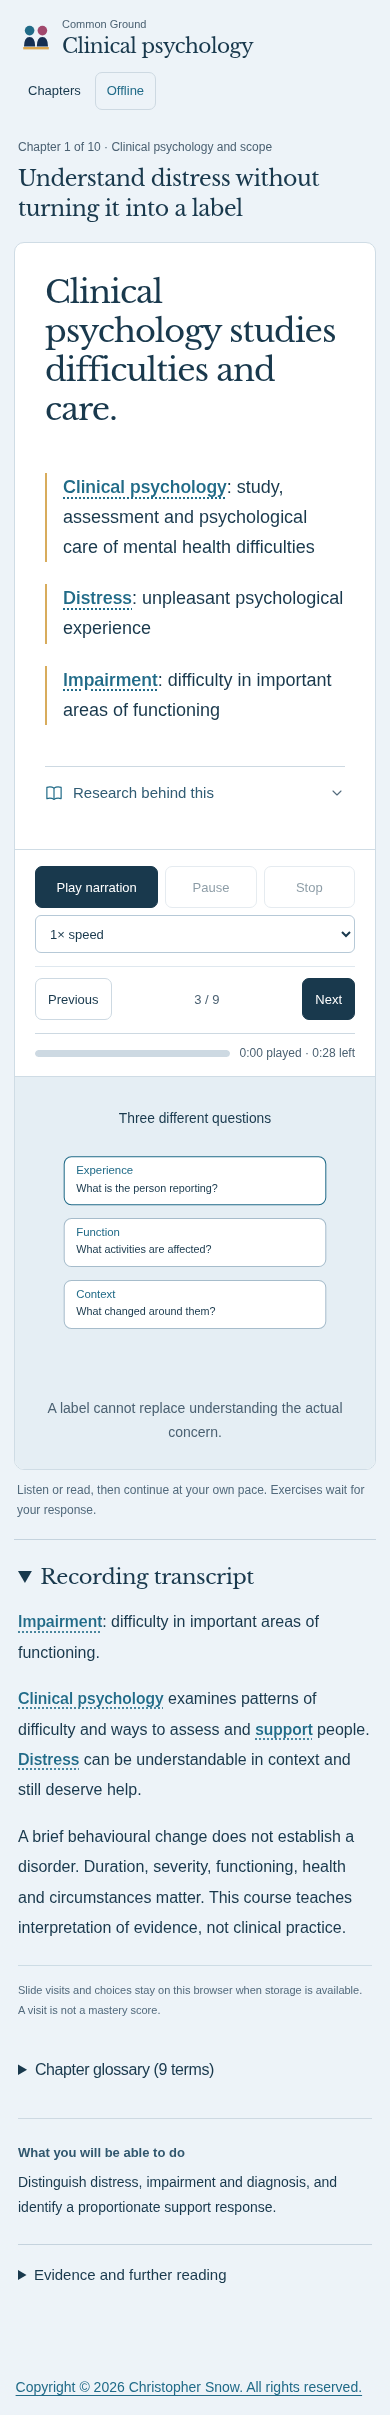 Common Ground
Clinical psychology
Chapters
Offline
Chapter 1 of 10 · Clinical psychology and scope
Understand distress without
turning it into a label
Clinical
psychology studies
difficulties and
care.
Clinical psychology: study,
assessment and psychological
care of mental health difficulties
Distress: unpleasant psychological
experience
Impairment: difficulty in important
areas of functioning
Research behind this
Play narration
Pause
Stop
1× speed
Previous
3 / 9
Next
0:00 played · 0:28 left
Three different questions
Experience
What is the person reporting?
Function
What activities are affected?
Context
What changed around them?
A label cannot replace understanding the actual
concern.
Listen or read, then continue at your own pace. Exercises wait for
your response.
Recording transcript
Impairment: difficulty in important areas of
functioning.
Clinical psychology examines patterns of
difficulty and ways to assess and support people.
Distress can be understandable in context and
still deserve help.
A brief behavioural change does not establish a
disorder. Duration, severity, functioning, health
and circumstances matter. This course teaches
interpretation of evidence, not clinical practice.
Slide visits and choices stay on this browser when storage is available.
A visit is not a mastery score.
Chapter glossary (9 terms)
What you will be able to do
Distinguish distress, impairment and diagnosis, and
identify a proportionate support response.
Evidence and further reading
Copyright © 2026 Christopher Snow. All rights reserved.